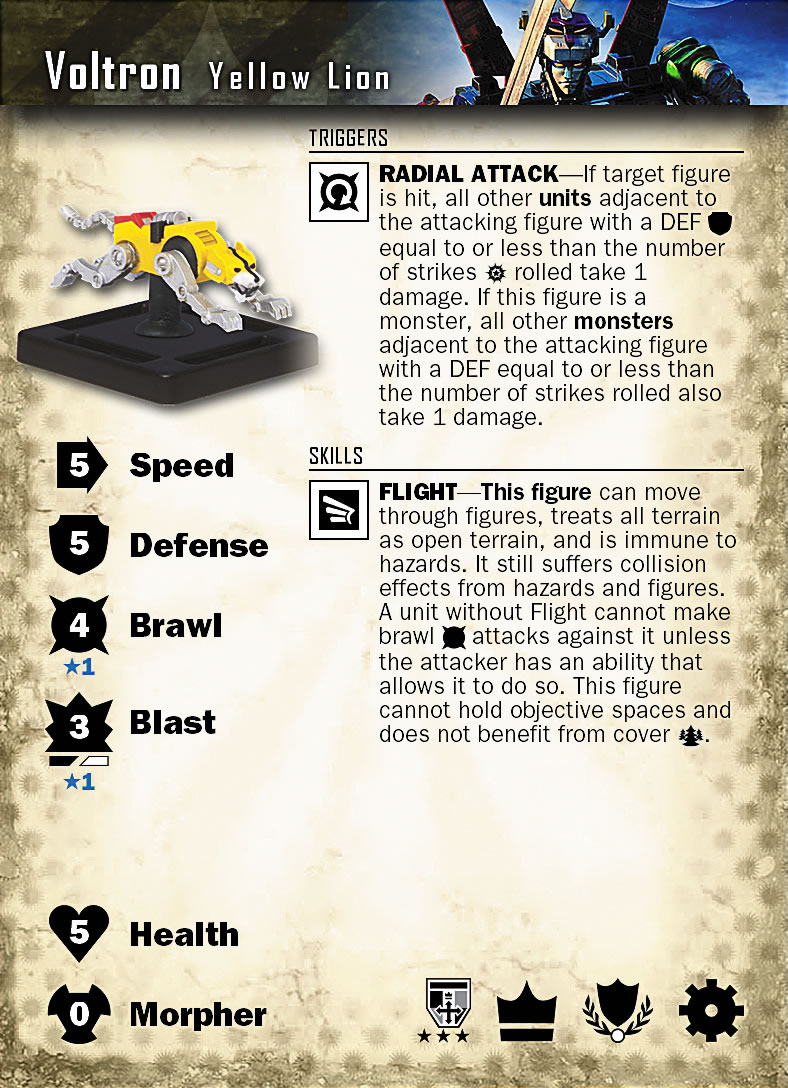 Voltron Yellow Lion
TRIGGERS
RADIAL ATTACK—If target figure
is hit, all other units adjacent to
the attacking figure with a DEF
equal to or less than the number
of strikes rolled take 1
damage. If this figure is a
monster, all other monsters
adjacent to the attacking figure
with a DEF equal to or less than
the number of strikes rolled also
take 1 damage.
SKILLS
FLIGHT—This figure can move
through figures, treats all terrain
as open terrain, and is immune to
hazards. It still suffers collision
effects from hazards and figures.
A unit without Flight cannot make
brawl attacks against it unless
the attacker has an ability that
allows it to do so. This figure
cannot hold objective spaces and
does not benefit from cover .
5 Speed
5 Defense
4 Brawl
★1
3 Blast
★1
5 Health
0 Morpher
★★★